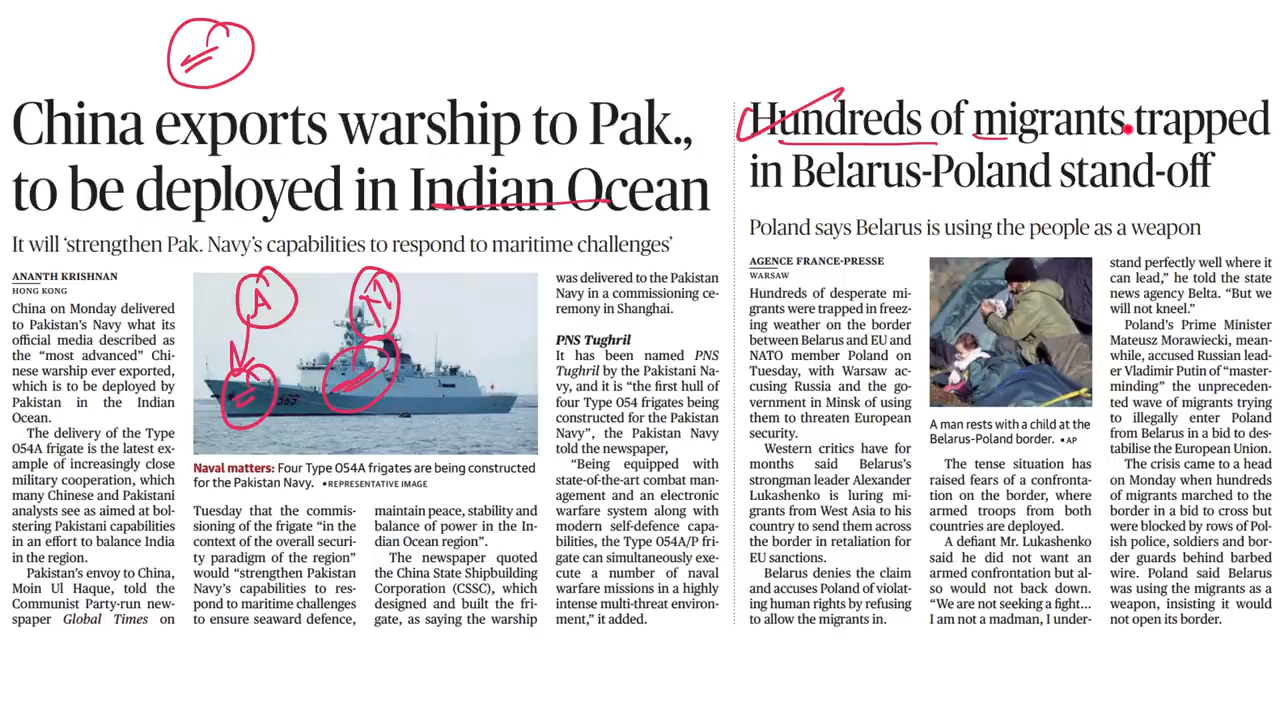 China exports warship to Pak.,
to be deployed in Indian Ocean
It will ‘strengthen Pak. Navy’s capabilities to respond to maritime challenges’
ANANTH KRISHNAN
HONG KONG
China on Monday delivered
to Pakistan’s Navy what its
official media described as
the “most advanced” Chi-
nese warship ever exported,
which is to be deployed by
Pakistan in the Indian
Ocean.
The delivery of the Type
054A frigate is the latest ex-
ample of increasingly close
military cooperation, which
many Chinese and Pakistani
analysts see as aimed at bol-
stering Pakistani capabilities
in an effort to balance India
in the region.
Pakistan’s envoy to China,
Moin Ul Haque, told the
Communist Party-run new-
spaper Global Times on
A
Naval matters: Four Type 054A frigates are being constructed
for the Pakistan Navy. •REPRESENTATIVE IMAGE
Tuesday that the commis-
sioning of the frigate “in the
context of the overall securi-
ty paradigm of the region”
would “strengthen Pakistan
Navy’s capabilities to res-
pond to maritime challenges
to ensure seaward defence,
maintain peace, stability and
balance of power in the In-
dian Ocean region”.
The newspaper quoted
the China State Shipbuilding
Corporation (CSSC), which
designed and built the fri-
gate, as saying the warship
was delivered to the Pakistan
Navy in a commissioning ce-
remony in Shanghai.
PNS Tughril
It has been named PNS
Tughril by the Pakistani Na-
vy, and it is “the first hull of
four Type 054 frigates being
constructed for the Pakistan
Navy”, the Pakistan Navy
told the newspaper,
“Being equipped with
state-of-the-art combat man-
agement and an electronic
warfare system along with
modern self-defence capa-
bilities, the Type 054A/P fri-
gate can simultaneously exe-
cute a number of naval
warfare missions in a highly
intense multi-threat environ-
ment,” it added.
Hundreds of migrants trapped
in Belarus-Poland stand-off
Poland says Belarus is using the people as a weapon
AGENCE FRANCE-PRESSE
WARSAW
Hundreds of desperate mi-
grants were trapped in freez-
ing weather on the border
between Belarus and EU and
NATO member Poland on
Tuesday, with Warsaw ac-
cusing Russia and the go-
vernment in Minsk of using
them to threaten European
security.
Western critics have for
months said Belarus’s
strongman leader Alexander
Lukashenko is luring mi-
grants from West Asia to his
country to send them across
the border in retaliation for
EU sanctions.
Belarus denies the claim
and accuses Poland of violat-
ing human rights by refusing
to allow the migrants in.
A man rests with a child at the
Belarus-Poland border. •AP
The tense situation has
raised fears of a confronta-
tion on the border, where
armed troops from both
countries are deployed.
A defiant Mr. Lukashenko
said he did not want an
armed confrontation but al-
so would not back down.
“We are not seeking a fight...
I am not a madman, I under-
stand perfectly well where it
can lead,” he told the state
news agency Belta. “But we
will not kneel.”
Poland’s Prime Minister
Mateusz Morawiecki, mean-
while, accused Russian lead-
er Vladimir Putin of “master-
minding” the unpreceden-
ted wave of migrants trying
to illegally enter Poland
from Belarus in a bid to des-
tabilise the European Union.
The crisis came to a head
on Monday when hundreds
of migrants marched to the
border in a bid to cross but
were blocked by rows of Pol-
ish police, soldiers and bor-
der guards behind barbed
wire. Poland said Belarus
was using the migrants as a
weapon, insisting it would
not open its border.